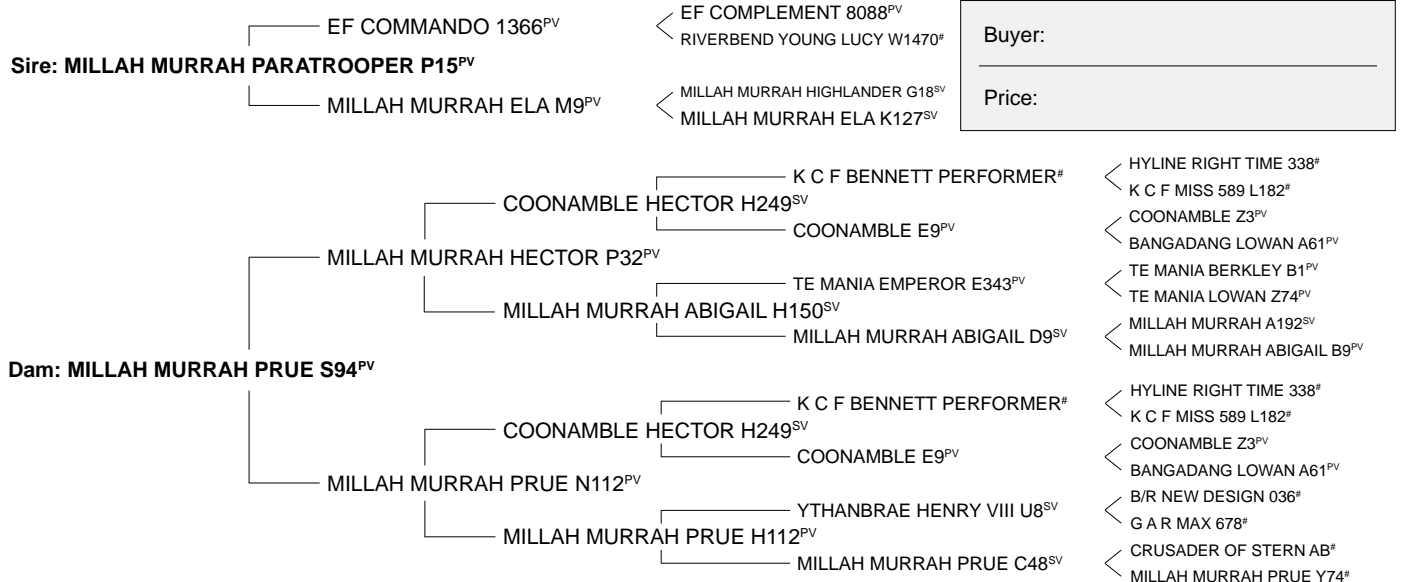 EF COMMANDO 1366PV
EF COMPLEMENT 8088PV
RIVERBEND YOUNG LUCY W1470#
Sire: MILLAH MURRAH PARATROOPER P15PV
MILLAH MURRAH ELA M9PV
MILLAH MURRAH HIGHLANDER G18SV
MILLAH MURRAH ELA K127SV
Buyer:
Price:
K C F BENNETT PERFORMER#
HYLINE RIGHT TIME 338#
K C F MISS 589 L182#
COONAMBLE HECTOR H249SV
COONAMBLE E9PV
COONAMBLE Z3PV
BANGADANG LOWAN A61PV
MILLAH MURRAH HECTOR P32PV
TE MANIA EMPEROR E343PV
TE MANIA BERKLEY B1PV
TE MANIA LOWAN Z74PV
MILLAH MURRAH ABIGAIL H150SV
MILLAH MURRAH ABIGAIL D9SV
MILLAH MURRAH A192SV
MILLAH MURRAH ABIGAIL B9PV
Dam: MILLAH MURRAH PRUE S94PV
K C F BENNETT PERFORMER#
HYLINE RIGHT TIME 338#
K C F MISS 589 L182#
COONAMBLE HECTOR H249SV
COONAMBLE E9PV
COONAMBLE Z3PV
BANGADANG LOWAN A61PV
MILLAH MURRAH PRUE N112PV
YTHANBRAE HENRY VIII U8SV
B/R NEW DESIGN 036#
G A R MAX 678#
MILLAH MURRAH PRUE H112PV
MILLAH MURRAH PRUE C48SV
CRUSADER OF STERN AB#
MILLAH MURRAH PRUE Y74#